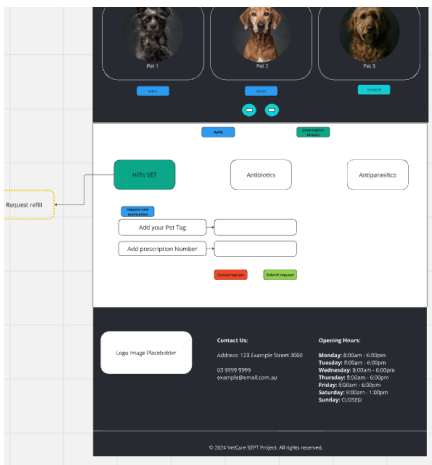 Pet 1
Pet 2
Pet 3
Hill's VET
Antibiotics
Antiparasitics
Request refill
request new
medication
Add your Pet Tag
Add prescription Number
Cancel request
Submit request
Logo Image Placeholder
Contact Us:
Address: 123 Example Street 3000
03 9999 9999
example@email.com.au
Opening Hours:
Monday: 8:00am - 6:00pm
Tuesday: 8:00am - 6:00pm
Wednesday: 8:00am - 6:00pm
Thursday: 8:00am - 6:00pm
Friday: 8:00am - 6:00pm
Saturday: 9:00am - 1:00pm
Sunday: CLOSED
© 2024 VetCare SEPT Project. All rights reserved.